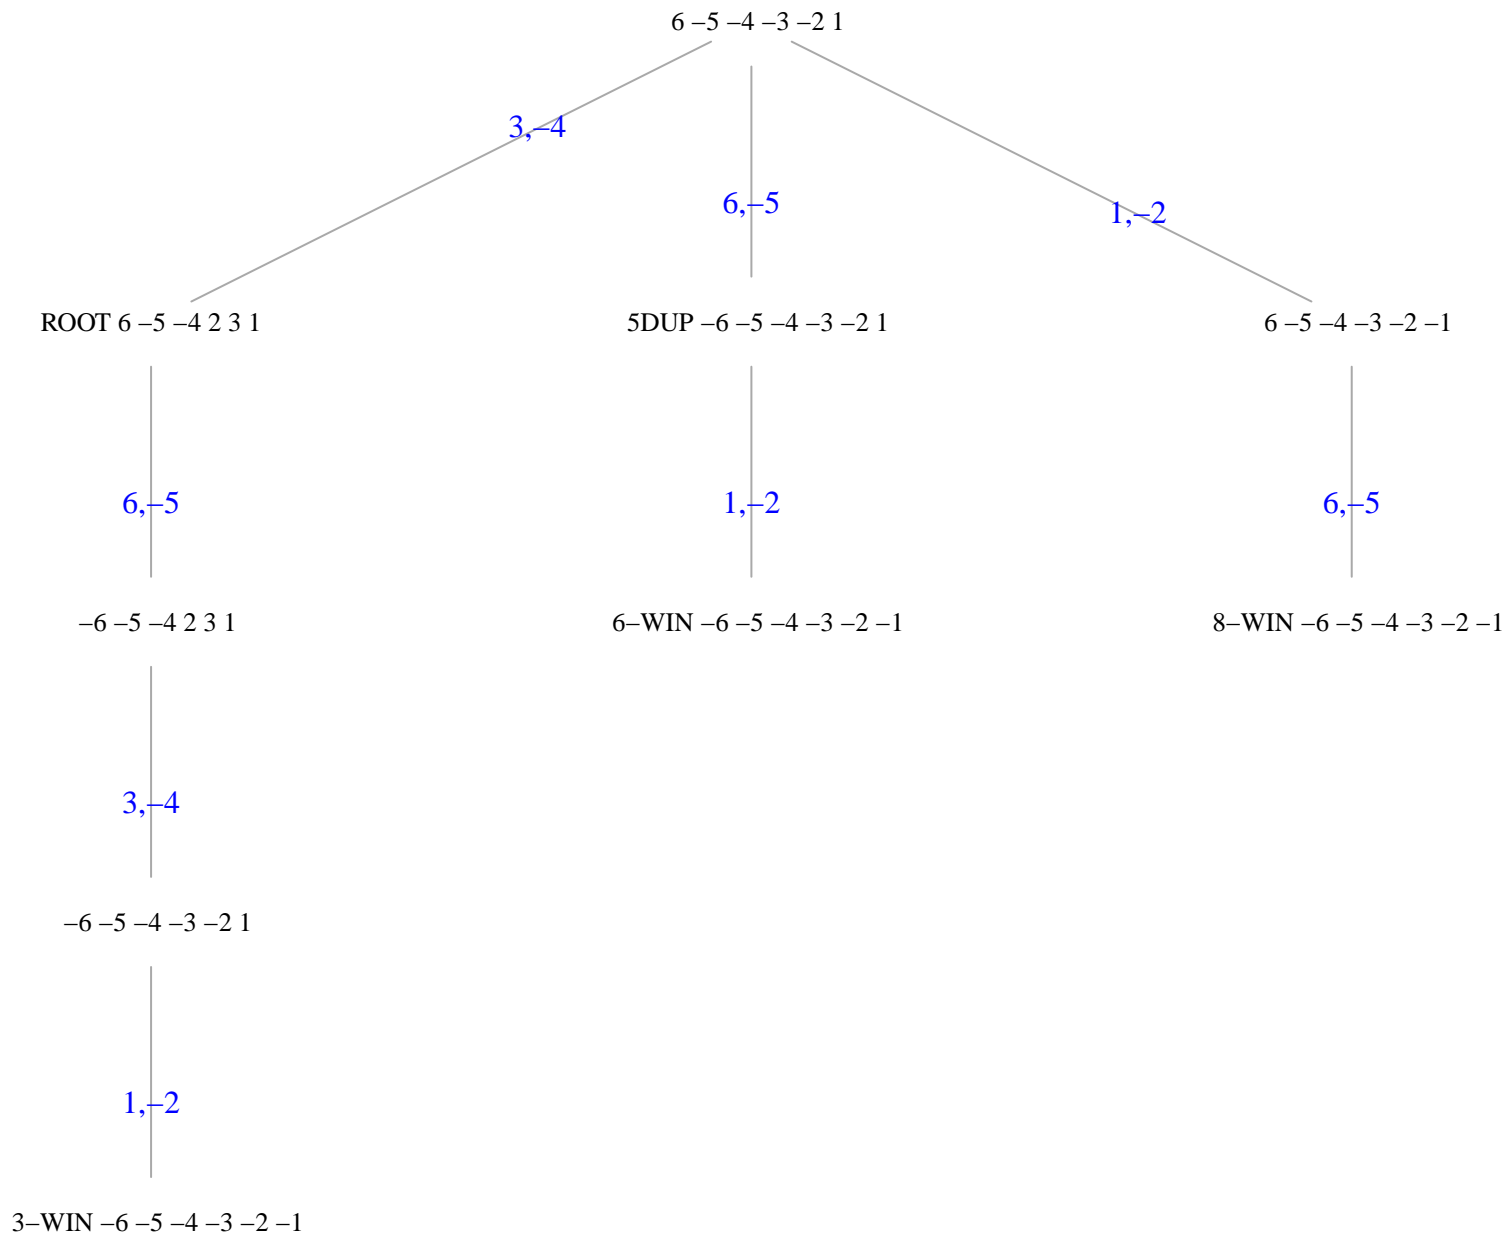 6 –5 –4 –3 –2 1
3,–4
6,–5
1,–2
ROOT 6 –5 –4 2 3 1
5DUP –6 –5 –4 –3 –2 1
6 –5 –4 –3 –2 –1
6,–5
1,–2
6,–5
–6 –5 –4 2 3 1
6–WIN –6 –5 –4 –3 –2 –1
8–WIN –6 –5 –4 –3 –2 –1
3,–4
–6 –5 –4 –3 –2 1
1,–2
3–WIN –6 –5 –4 –3 –2 –1